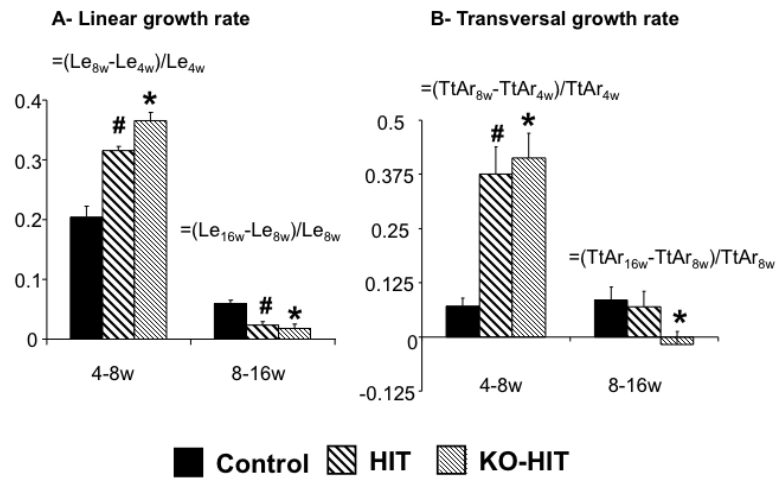 A- Linear growth rate
=(Le8w-Le4w)/Le4w
0.4
0.3
0.2
0.1
0
#
*
=(Le16w-Le8w)/Le8w
#
*
4-8w
8-16w
B- Transversal growth rate
=(TtAr8w-TtAr4w)/TtAr4w
0.5
0.375
0.25
0.125
0
-0.125
#
*
=(TtAr16w-TtAr8w)/TtAr8w
*
4-8w
8-16w
Control HIT KO-HIT